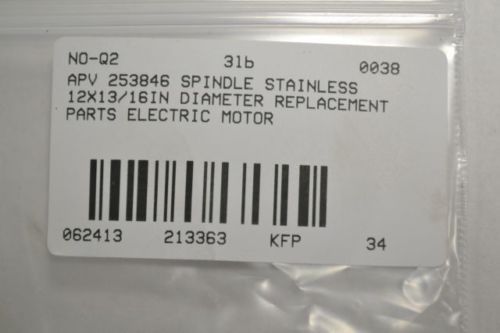 NO-Q2 3lb 0038
APV 253846 SPINDLE STAINLESS
12X13/16IN DIAMETER REPLACEMENT
PARTS ELECTRIC MOTOR
062413 213363 KFP 34